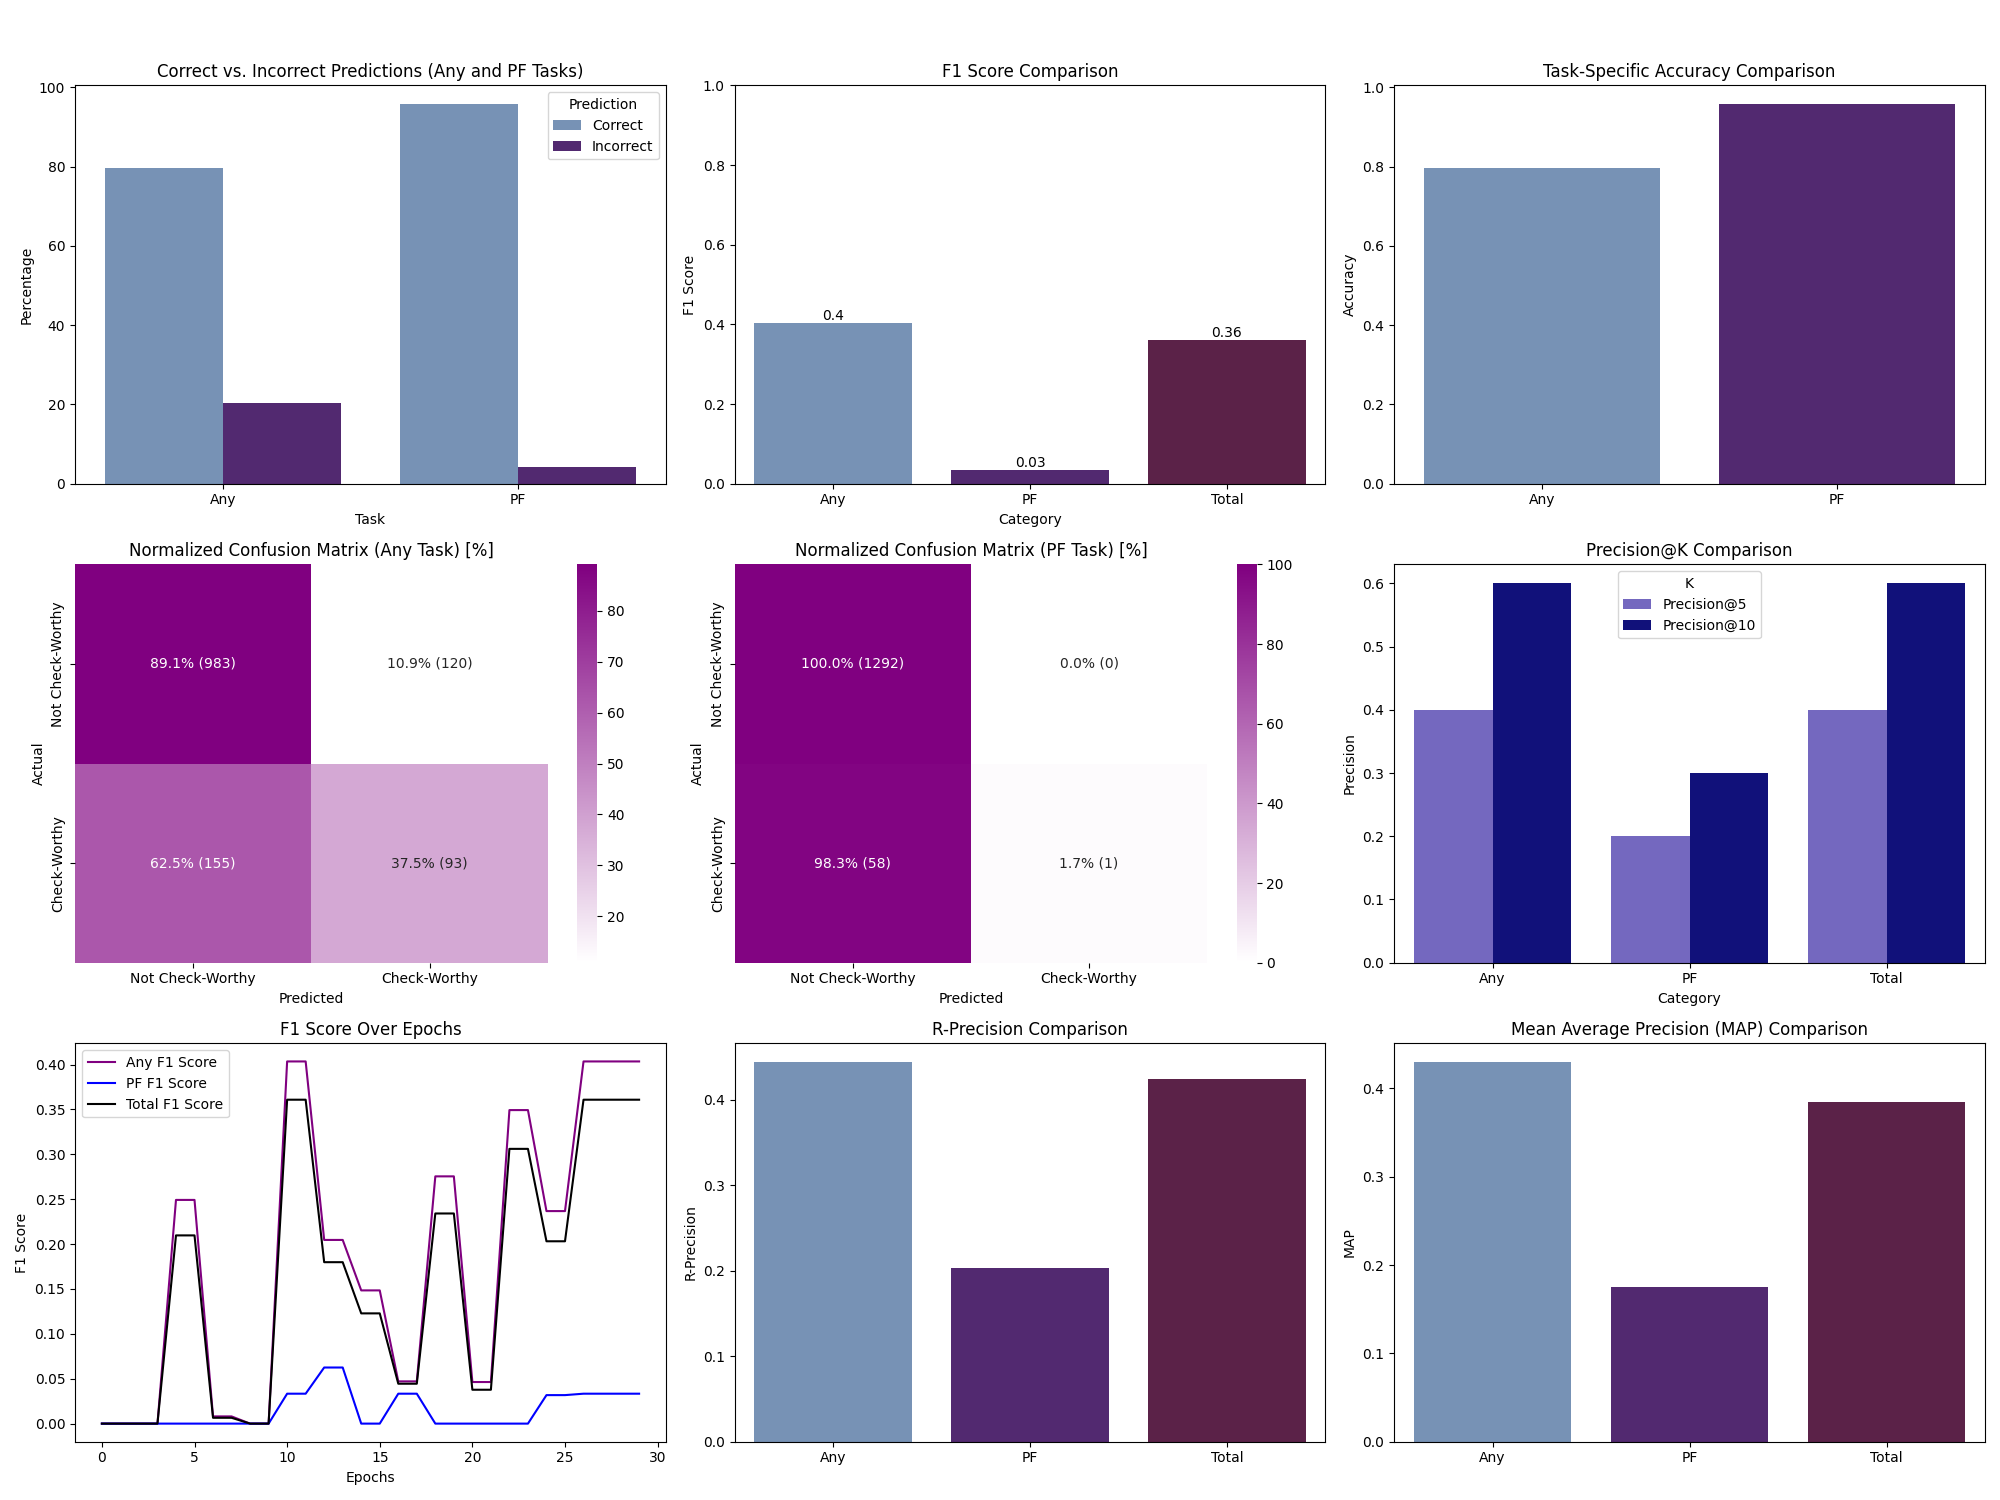 Correct vs. Incorrect Predictions (Any and PF Tasks)
100
80
60
40
20
0
Percentage
Prediction
Correct
Incorrect
Any
PF
Task
F1 Score Comparison
1.0
0.8
0.6
0.4
0.2
0.0
F1 Score
0.4
0.03
0.36
Any
PF
Total
Category
Task-Specific Accuracy Comparison
1.0
0.8
0.6
0.4
0.2
0.0
Accuracy
Any
PF
Normalized Confusion Matrix (Any Task) [%]
Actual
Not Check-Worthy
Check-Worthy
89.1% (983)
10.9% (120)
62.5% (155)
37.5% (93)
Not Check-Worthy
Check-Worthy
Predicted
80
70
60
50
40
30
20
Normalized Confusion Matrix (PF Task) [%]
Actual
Not Check-Worthy
Check-Worthy
100.0% (1292)
0.0% (0)
98.3% (58)
1.7% (1)
Not Check-Worthy
Check-Worthy
Predicted
100
80
60
40
20
0
Precision@K Comparison
0.6
0.5
0.4
0.3
0.2
0.1
0.0
Precision
K
Precision@5
Precision@10
Any
PF
Total
Category
F1 Score Over Epochs
0.40
0.35
0.30
0.25
0.20
0.15
0.10
0.05
0.00
F1 Score
Any F1 Score
PF F1 Score
Total F1 Score
0
5
10
15
20
25
30
Epochs
R-Precision Comparison
0.4
0.3
0.2
0.1
0.0
R-Precision
Any
PF
Total
Mean Average Precision (MAP) Comparison
0.4
0.3
0.2
0.1
0.0
MAP
Any
PF
Total